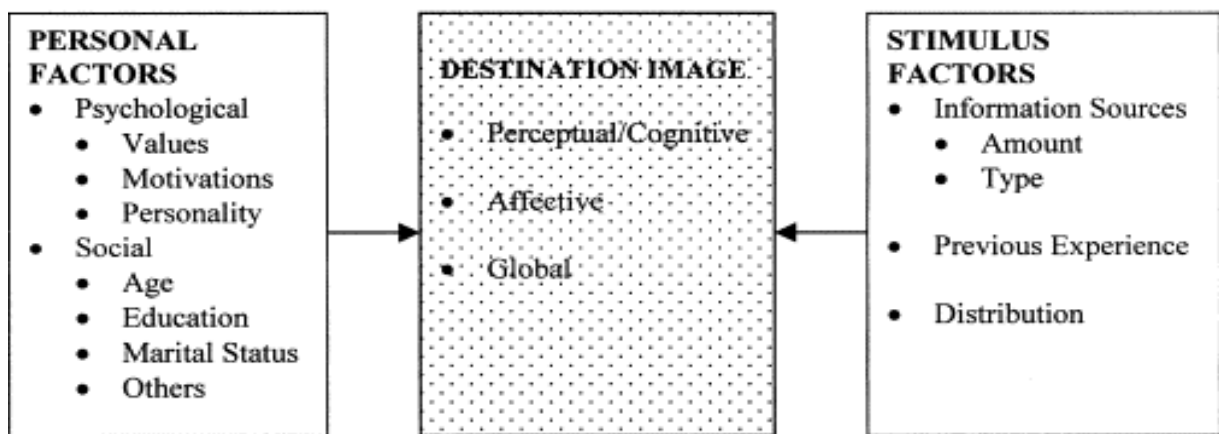 PERSONAL
FACTORS
• Psychological
• Values
• Motivations
• Personality
• Social
• Age
• Education
• Marital Status
• Others
DESTINATION IMAGE
• Perceptual/Cognitive
• Affective
• Global
STIMULUS
FACTORS
• Information Sources
• Amount
• Type
• Previous Experience
• Distribution